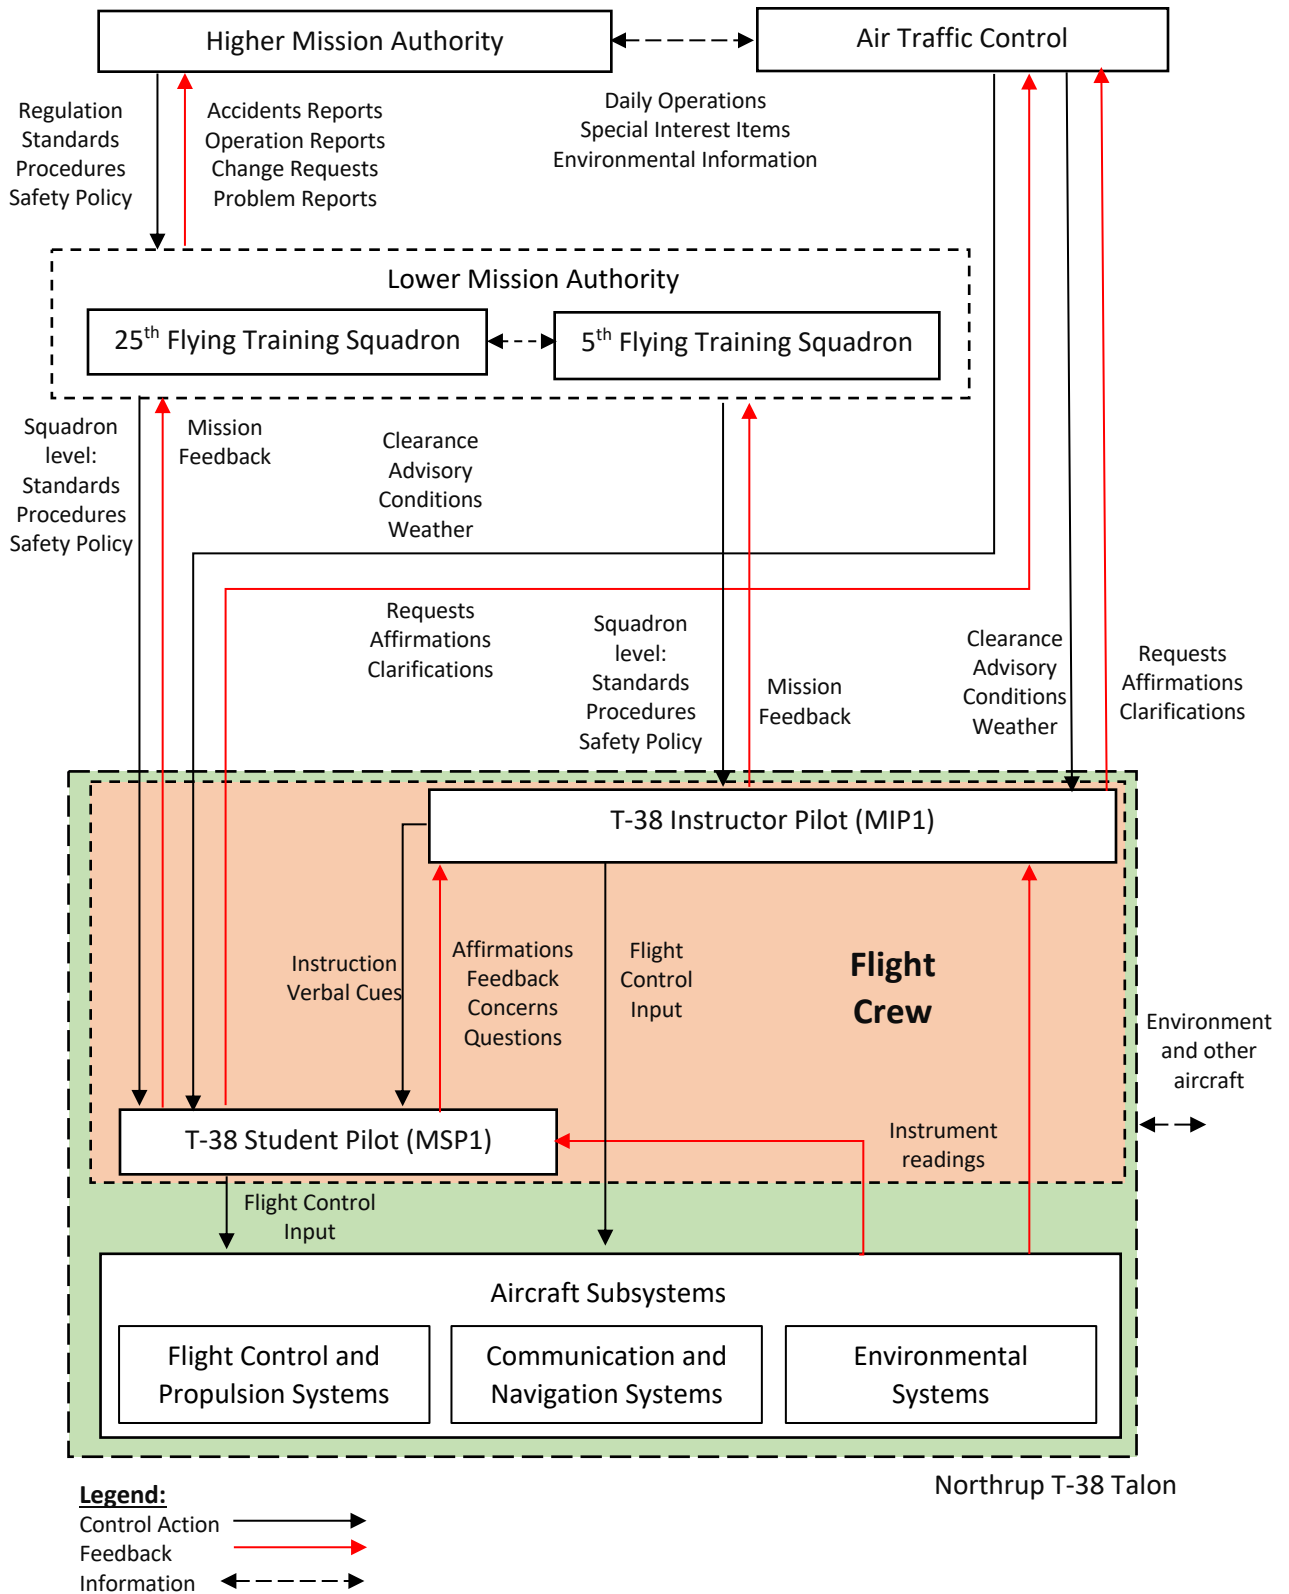 Higher Mission Authority
Air Traffic Control
Regulation
Standards
Procedures
Safety Policy
Accidents Reports
Operation Reports
Change Requests
Problem Reports
Daily Operations
Special Interest Items
Environmental Information
Lower Mission Authority
25th Flying Training Squadron
5th Flying Training Squadron
Squadron
level:
Standards
Procedures
Safety Policy
Mission
Feedback
Clearance
Advisory
Conditions
Weather
Requests
Affirmations
Clarifications
Squadron
level:
Standards
Procedures
Safety Policy
Mission
Feedback
Clearance
Advisory
Conditions
Weather
Requests
Affirmations
Clarifications
T-38 Instructor Pilot (MIP1)
Instruction
Verbal Cues
Affirmations
Feedback
Concerns
Questions
Flight
Control
Input
Flight
Crew
Environment
and other
aircraft
T-38 Student Pilot (MSP1)
Instrument
readings
Flight Control
Input
Aircraft Subsystems
Flight Control and
Propulsion Systems
Communication and
Navigation Systems
Environmental
Systems
Northrup T-38 Talon
Legend:
Control Action
Feedback
Information